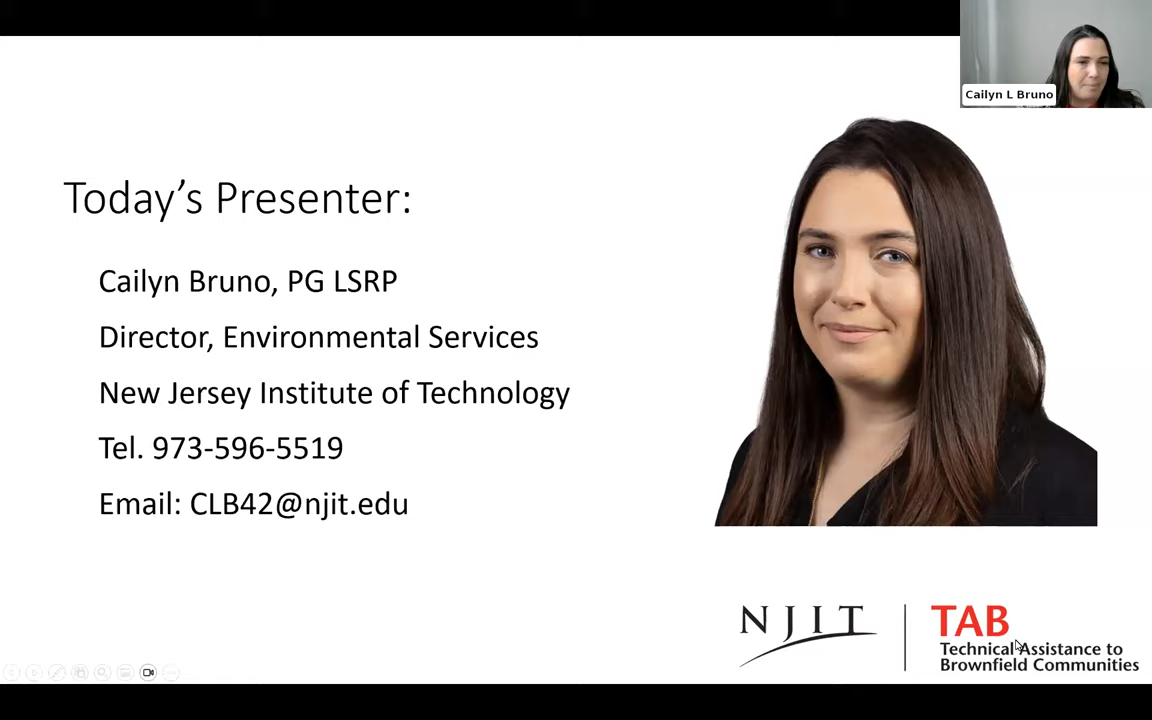 Cailyn L Bruno
Today's Presenter:
Cailyn Bruno, PG LSRP
Director, Environmental Services
New Jersey Institute of Technology
Tel. 973-596-5519
Email: CLB42@njit.edu
NJIT
TAB
Technical Assistance to
Brownfield Communities